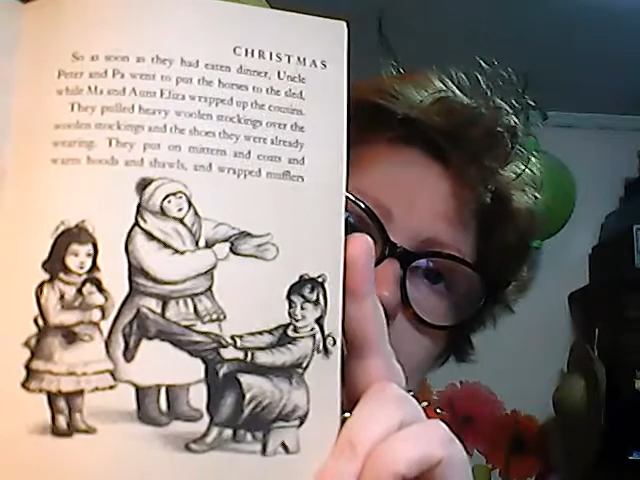 CHRISTMAS
So as soon as they had eaten dinner, Uncle
Peter and Pa went to put the horses to the sled,
while Ma and Aunt Eliza wrapped up the cousins.
They pulled heavy woolen stockings over the
woolen stockings and the shoes they were already
wearing. They put on mittens and coats and
warm hoods and shawls, and wrapped mufflers